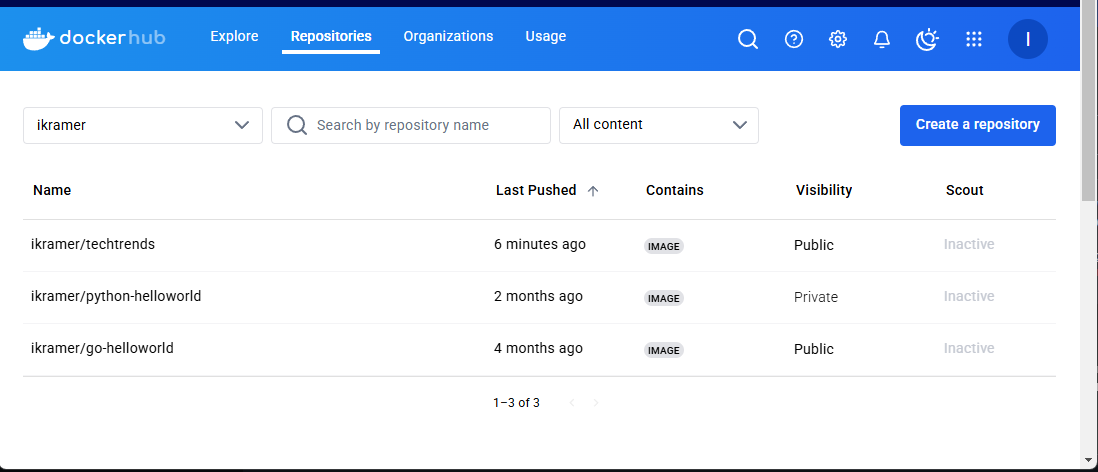 dockerhub Explore Repositories Organizations Usage I
ikramer Search by repository name All content Create a repository
Name Last Pushed Contains Visibility Scout
ikramer/techtrends 6 minutes ago IMAGE Public Inactive
ikramer/python-helloworld 2 months ago IMAGE Private Inactive
ikramer/go-helloworld 4 months ago IMAGE Public Inactive
1–3 of 3